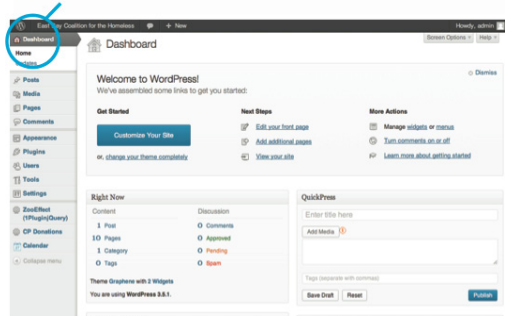 East Bay Coalition for the Homeless + New Howdy, admin
Dashboard
Home
Updates
Posts
Media
Pages
Comments
Appearance
Plugins
Users
Tools
Settings
ZooEffect
(1PluginjQuery)
CP Donations
Calendar
Collapse menu
Screen Options Help
Dashboard
Dismiss
Welcome to WordPress!
We've assembled some links to get you started:
Get Started
Customize Your Site
or, change your theme completely
Next Steps
Edit your front page
Add additional pages
View your site
More Actions
Manage widgets or menus
Turn comments on or off
Learn more about getting started
Right Now
Content Discussion
1 Post 0 Comments
10 Pages 0 Approved
1 Category 0 Pending
0 Tags 0 Spam
Theme Graphene with 2 Widgets
You are using WordPress 3.5.1.
QuickPress
Enter title here
Add Media
Tags (separate with commas)
Save Draft Reset Publish